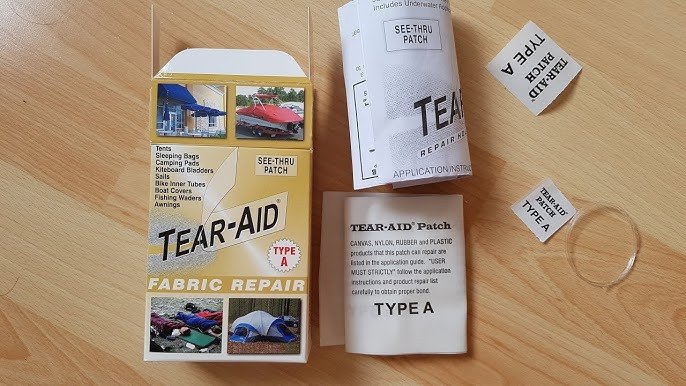 Tents
Sleeping Bags
Camping Pads
Kiteboard Bladders
Sails
Bike Inner Tubes
Boat Covers
Fishing Waders
Awnings
SEE-THRU
PATCH
TEAR-AID®
TYPE
A
FABRIC REPAIR
Includes Underwater
SEE-THRU
PATCH
TEAR
REPAIR
APPLICATION
TEAR-AID® Patch
CANVAS, NYLON, RUBBER and PLASTIC
products that this patch can repair are
listed in the application guide. "USER
MUST STRICTLY" follow the application
instructions and product repair list
carefully to obtain proper bond.
TYPE A
TEAR-AID®
PATCH
TYPE A
TEAR-AID®
PATCH
TYPE A